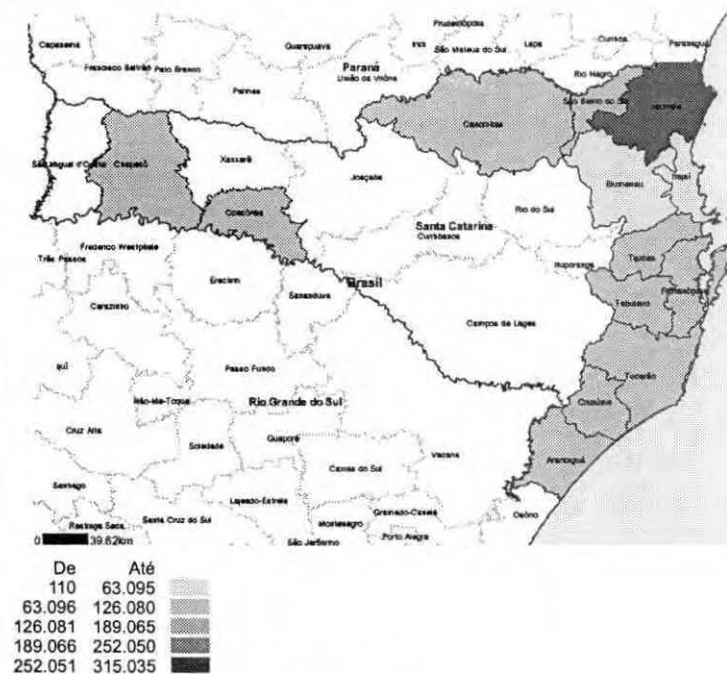 Prudentópolis
Capanema
Guarapuava
Irati
São Mateus do Sul
Lapa
Curitiba
Paranaguá
Francisco Beltrão
Pato Branco
Paraná
União da Vitória
Palmas
Rio Negro
São Bento do Sul
Joinville
Canoinhas
São Miguel d'Oeste
Chapecó
Xanxerê
Joaçaba
Blumenau
Itajaí
Concórdia
Rio do Sul
Santa Catarina
Curitibanos
Frederico Westphalen
Três Passos
Ituporanga
Tijucas
Erechim
Sananduva
Brasil
Florianópolis
Tabuleiro
Carazinho
Campos de Lages
Ijuí
Passo Fundo
Tubarão
Não-Me-Toque
Rio Grande do Sul
Criciúma
Cruz Alta
Soledade
Guaporé
Vacaria
Araranguá
Caxias do Sul
Santiago
Lajeado-Estrela
Gramado-Canela
Osório
Restinga Seca
Santa Cruz do Sul
Montenegro
Porto Alegre
São Jerônimo
0 39.62km
De Até
110 63.095
63.096 126.080
126.081 189.065
189.066 252.050
252.051 315.035